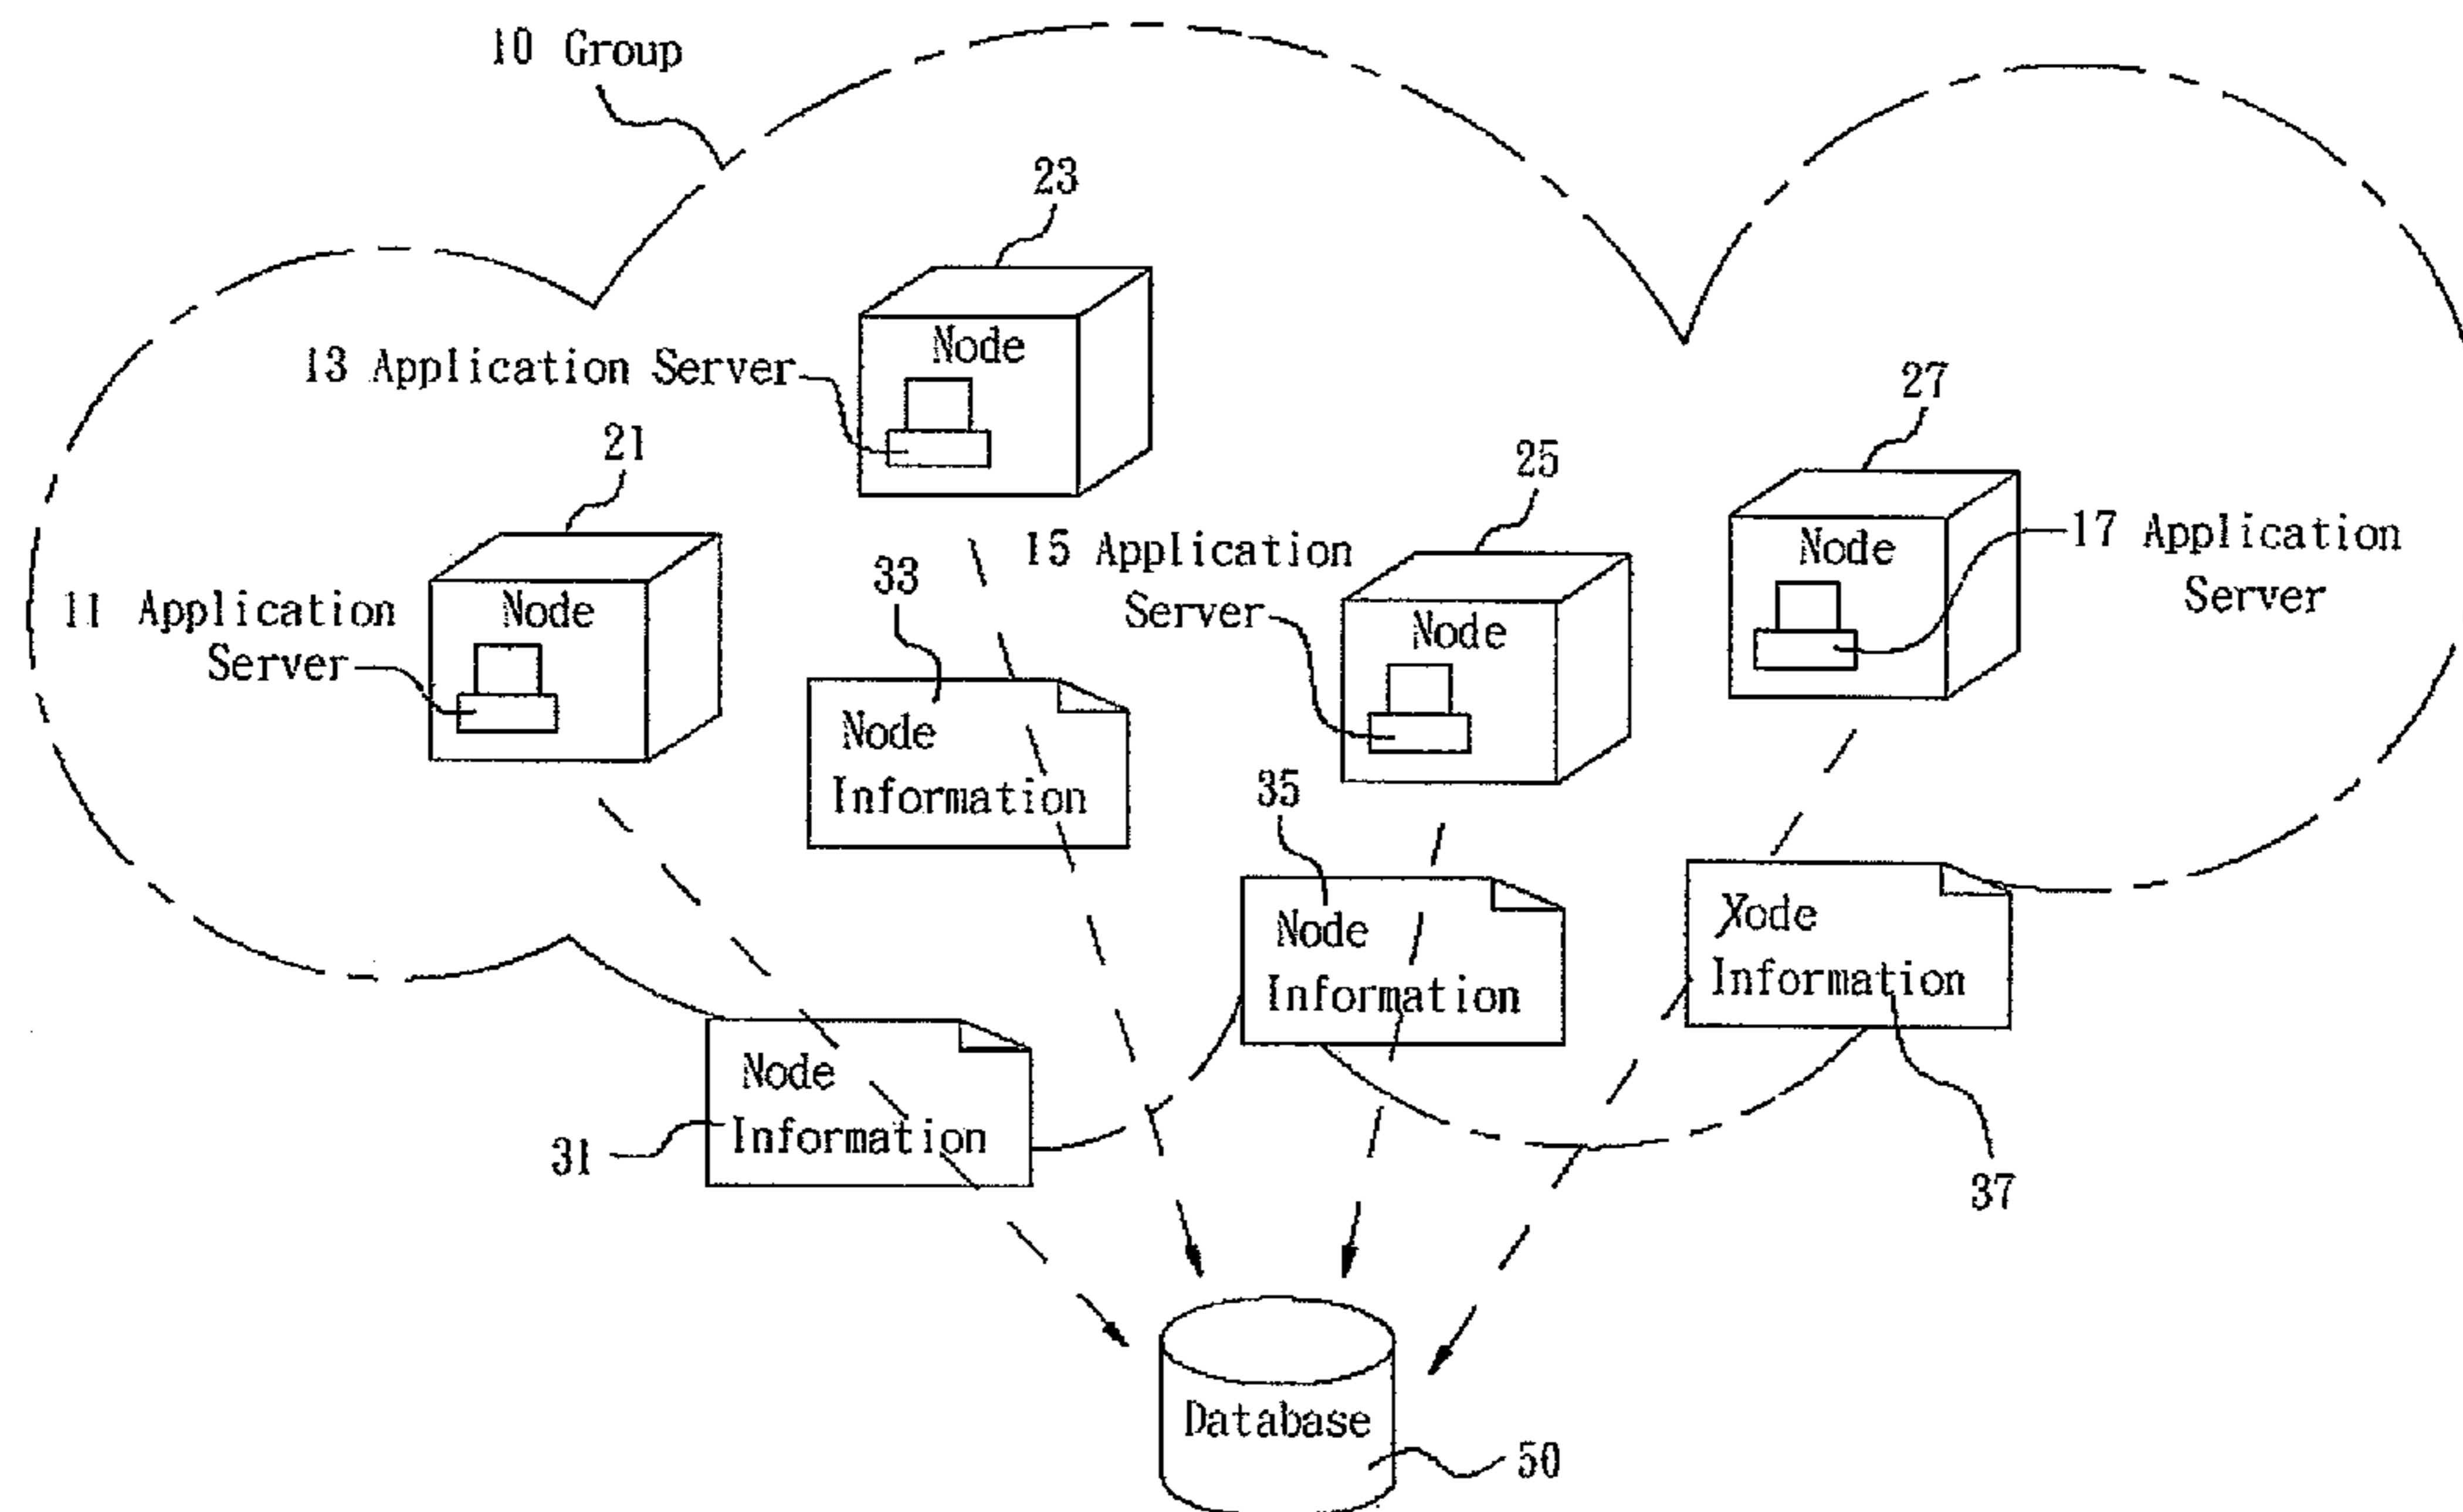 10 Group
23
Node
13 Application Server
27
21
25
15 Application
Server
Node
17 Application
Server
33
Node
11 Application
Server
Node
Node
Information
35
Node
Information
Xode
Information
Node
Information
31
37
Database
50